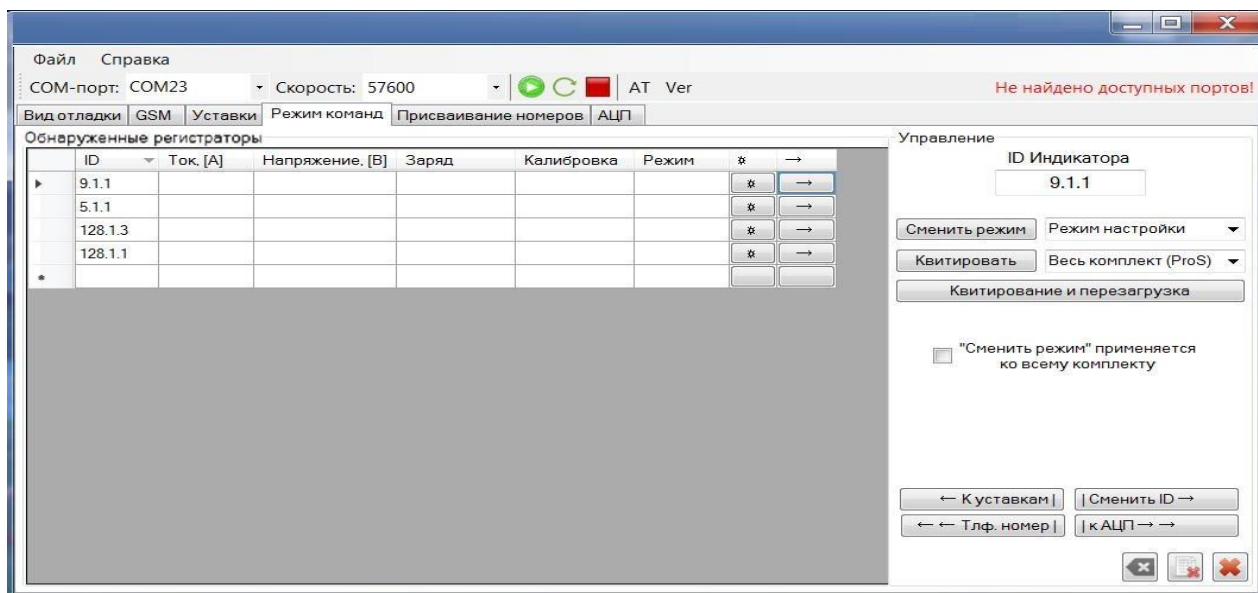 Файл Справка
COM-порт: COM23 Скорость: 57600 AT Ver Не найдено доступных портов!
Вид отладки GSM Уставки Режим команд Присваивание номеров АЦП
Обнаруженные регистраторы
ID Ток, [А] Напряжение, [В] Заряд Калибровка Режим ☼ →
9.1.1 ☼ →
5.1.1 ☼ →
128.1.3 ☼ →
128.1.1 ☼ →
Управление
ID Индикатора
9.1.1
Сменить режим Режим настройки
Квитировать Весь комплект (ProS)
Квитирование и перезагрузка
"Сменить режим" применяется
ко всему комплекту
← К уставкам | | Сменить ID →
← ← Тлф. номер | | к АЦП → →